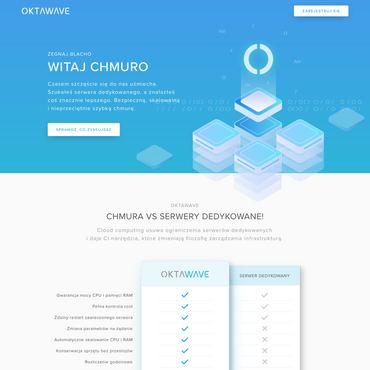 OKTAWAVE
ZAREJESTRUJ SIĘ
ŻEGNAJ BLACHO
WITAJ CHMURO
Czasem szczęście się do nas uśmiecha.
Szukałeś serwera dedykowanego, a znalazłeś
coś znacznie lepszego. Bezpieczną, skalowalną
i nieprzeciętnie szybką chmurę.
SPRAWDŹ, CO ZYSKUJESZ
OKTAWAVE
CHMURA VS SERWERY DEDYKOWANE!
Cloud computing usuwa ograniczenia serwerów dedykowanych
i daje Ci narzędzia, które zmieniają filozofię zarządzania infrastrukturą.
OKTAWAVE
SERWER DEDYKOWANY
Gwarancja mocy CPU i pamięci RAM
Pełna kontrola cost
Zdalny restart zawieszonego serwera
Zmiana parametrów na żądanie
Automatyczne skalowanie CPU i RAM
Konserwacja sprzętu bez przestojów
Rozliczenie godzinowe